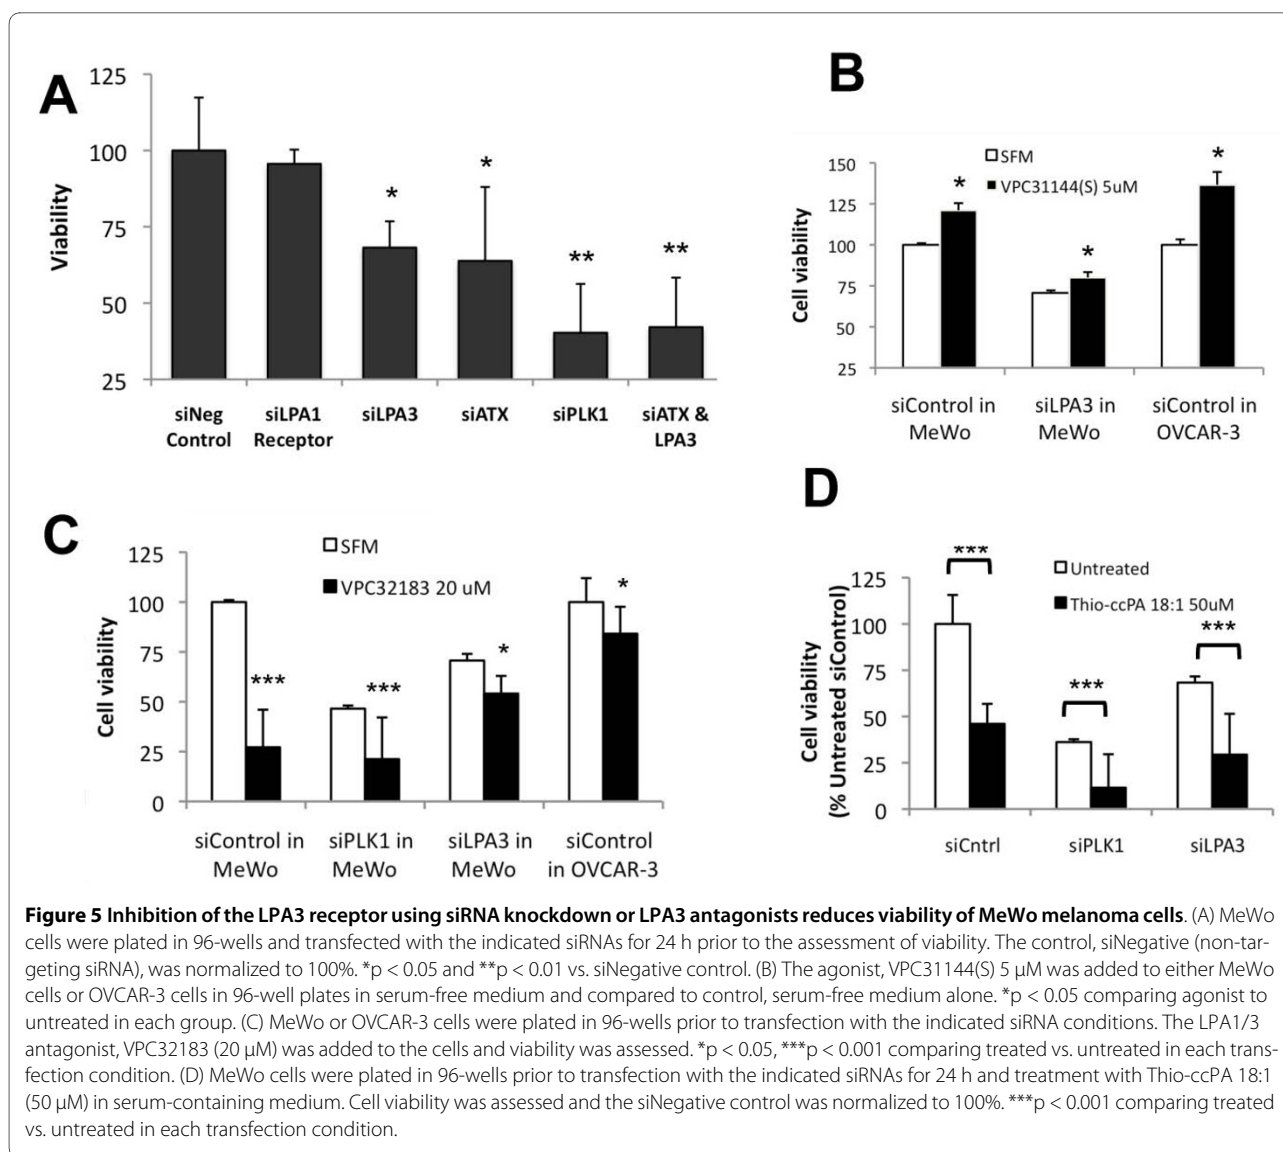 A
125
100
75
50
25
Viability
*
*
**
**
siNeg
Control
siLPA1
Receptor
siLPA3
siATX
siPLK1
siATX &
LPA3
B
SFM
VPC31144(S) 5uM
150
125
100
75
50
25
Cell viability
*
*
*
siControl in
MeWo
siLPA3 in
MeWo
siControl in
OVCAR-3
C
SFM
VPC32183 20 uM
125
100
75
50
25
0
Cell viability
***
***
*
*
siControl in
MeWo
siPLK1 in
MeWo
siLPA3 in
MeWo
siControl
in OVCAR-3
D
Untreated
Thio-ccPA 18:1 50uM
125
100
75
50
25
0
Cell viability
(% Untreated siControl)
***
***
***
siCntrl
siPLK1
siLPA3
Figure 5 Inhibition of the LPA3 receptor using siRNA knockdown or LPA3 antagonists reduces viability of MeWo melanoma cells. (A) MeWo
cells were plated in 96-wells and transfected with the indicated siRNAs for 24 h prior to the assessment of viability. The control, siNegative (non-tar-
geting siRNA), was normalized to 100%. *p < 0.05 and **p < 0.01 vs. siNegative control. (B) The agonist, VPC31144(S) 5 μM was added to either MeWo
cells or OVCAR-3 cells in 96-well plates in serum-free medium and compared to control, serum-free medium alone. *p < 0.05 comparing agonist to
untreated in each group. (C) MeWo or OVCAR-3 cells were plated in 96-wells prior to transfection with the indicated siRNA conditions. The LPA1/3
antagonist, VPC32183 (20 μM) was added to the cells and viability was assessed. *p < 0.05, ***p < 0.001 comparing treated vs. untreated in each trans-
fection condition. (D) MeWo cells were plated in 96-wells prior to transfection with the indicated siRNAs for 24 h and treatment with Thio-ccPA 18:1
(50 μM) in serum-containing medium. Cell viability was assessed and the siNegative control was normalized to 100%. ***p < 0.001 comparing treated
vs. untreated in each transfection condition.